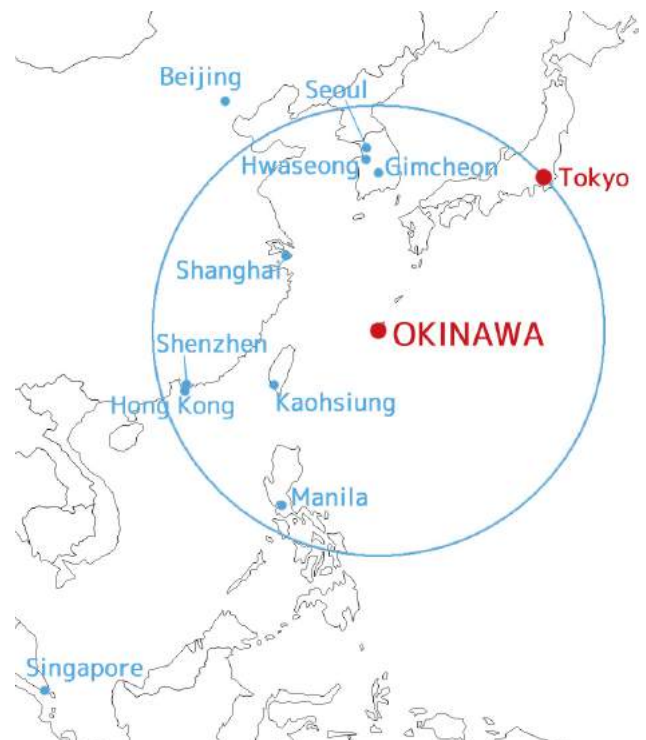 Beijing
Seoul
Hwaseong
Gimcheon
Tokyo
Shanghai
OKINAWA
Shenzhen
Hong Kong
Kaohsiung
Manila
Singapore